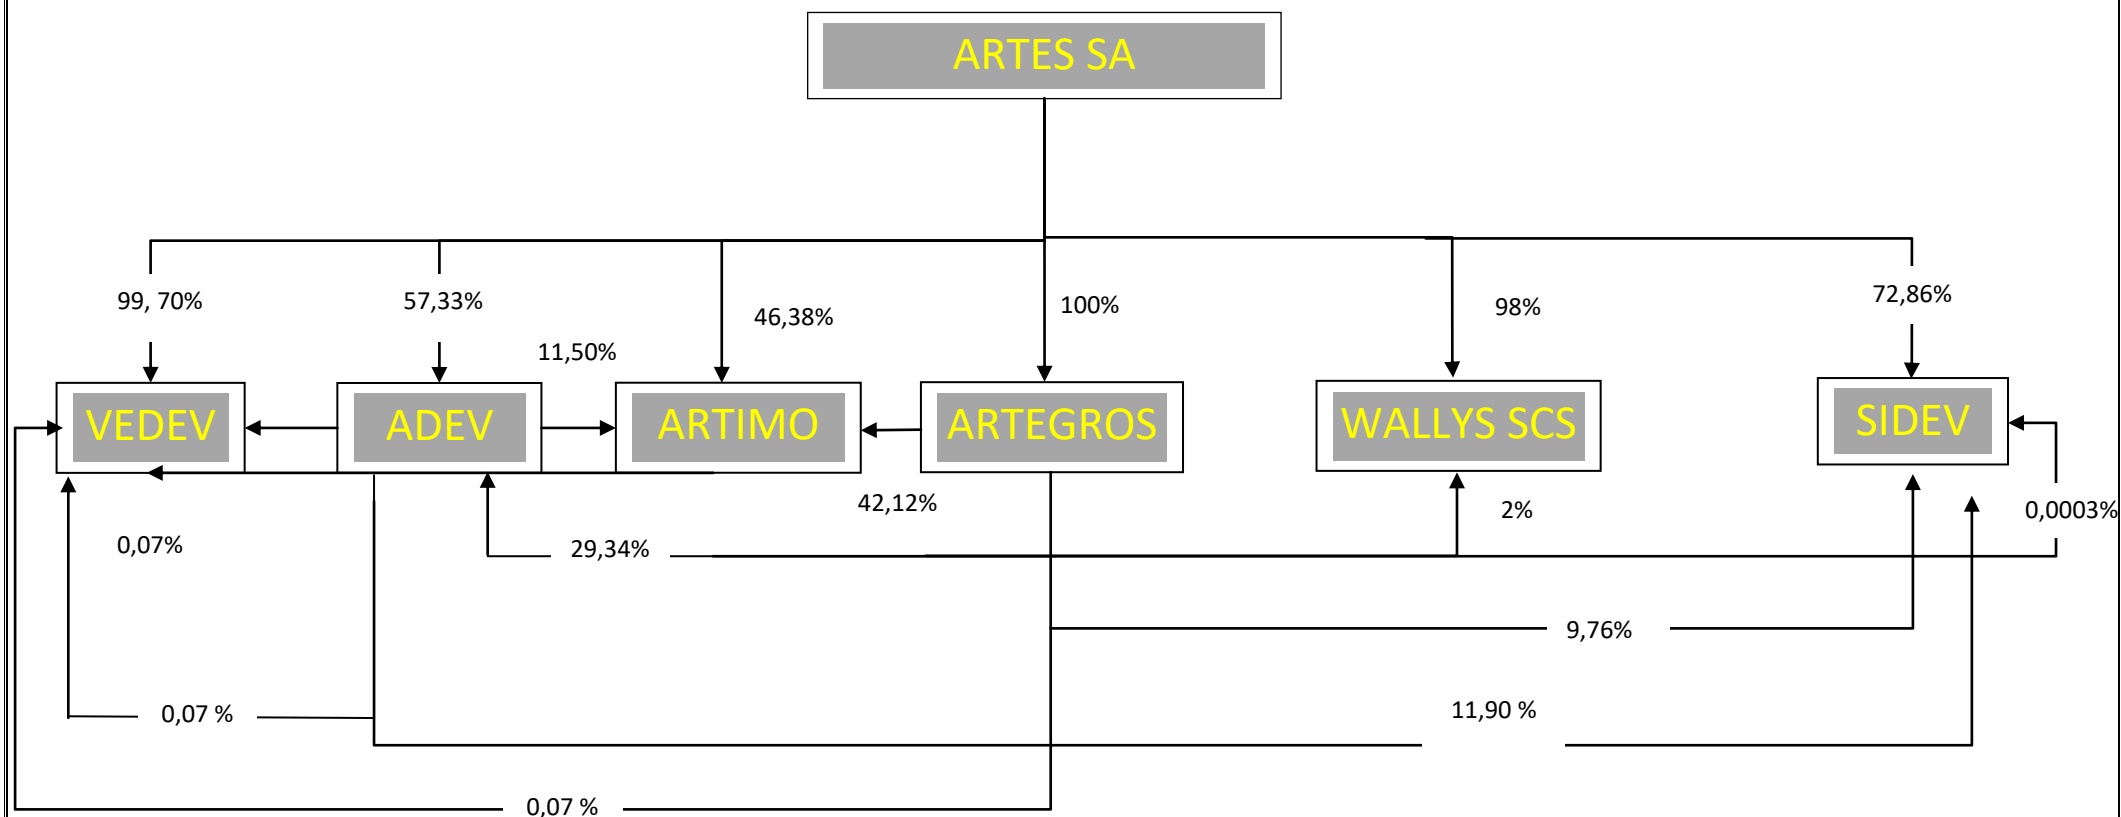 ARTES SA
99, 70%
57,33%
46,38%
100%
98%
72,86%
11,50%
VEDEV
ADEV
ARTIMO
ARTEGROS
WALLYS SCS
SIDEV
42,12%
2%
0,0003%
0,07%
29,34%
9,76%
0,07 %
11,90 %
0,07 %